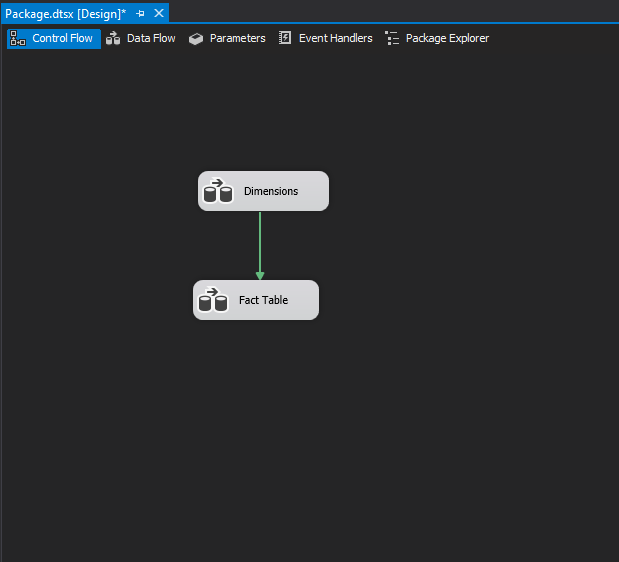 Package.dtsx [Design]*
Control Flow Data Flow Parameters Event Handlers Package Explorer
Dimensions
Fact Table